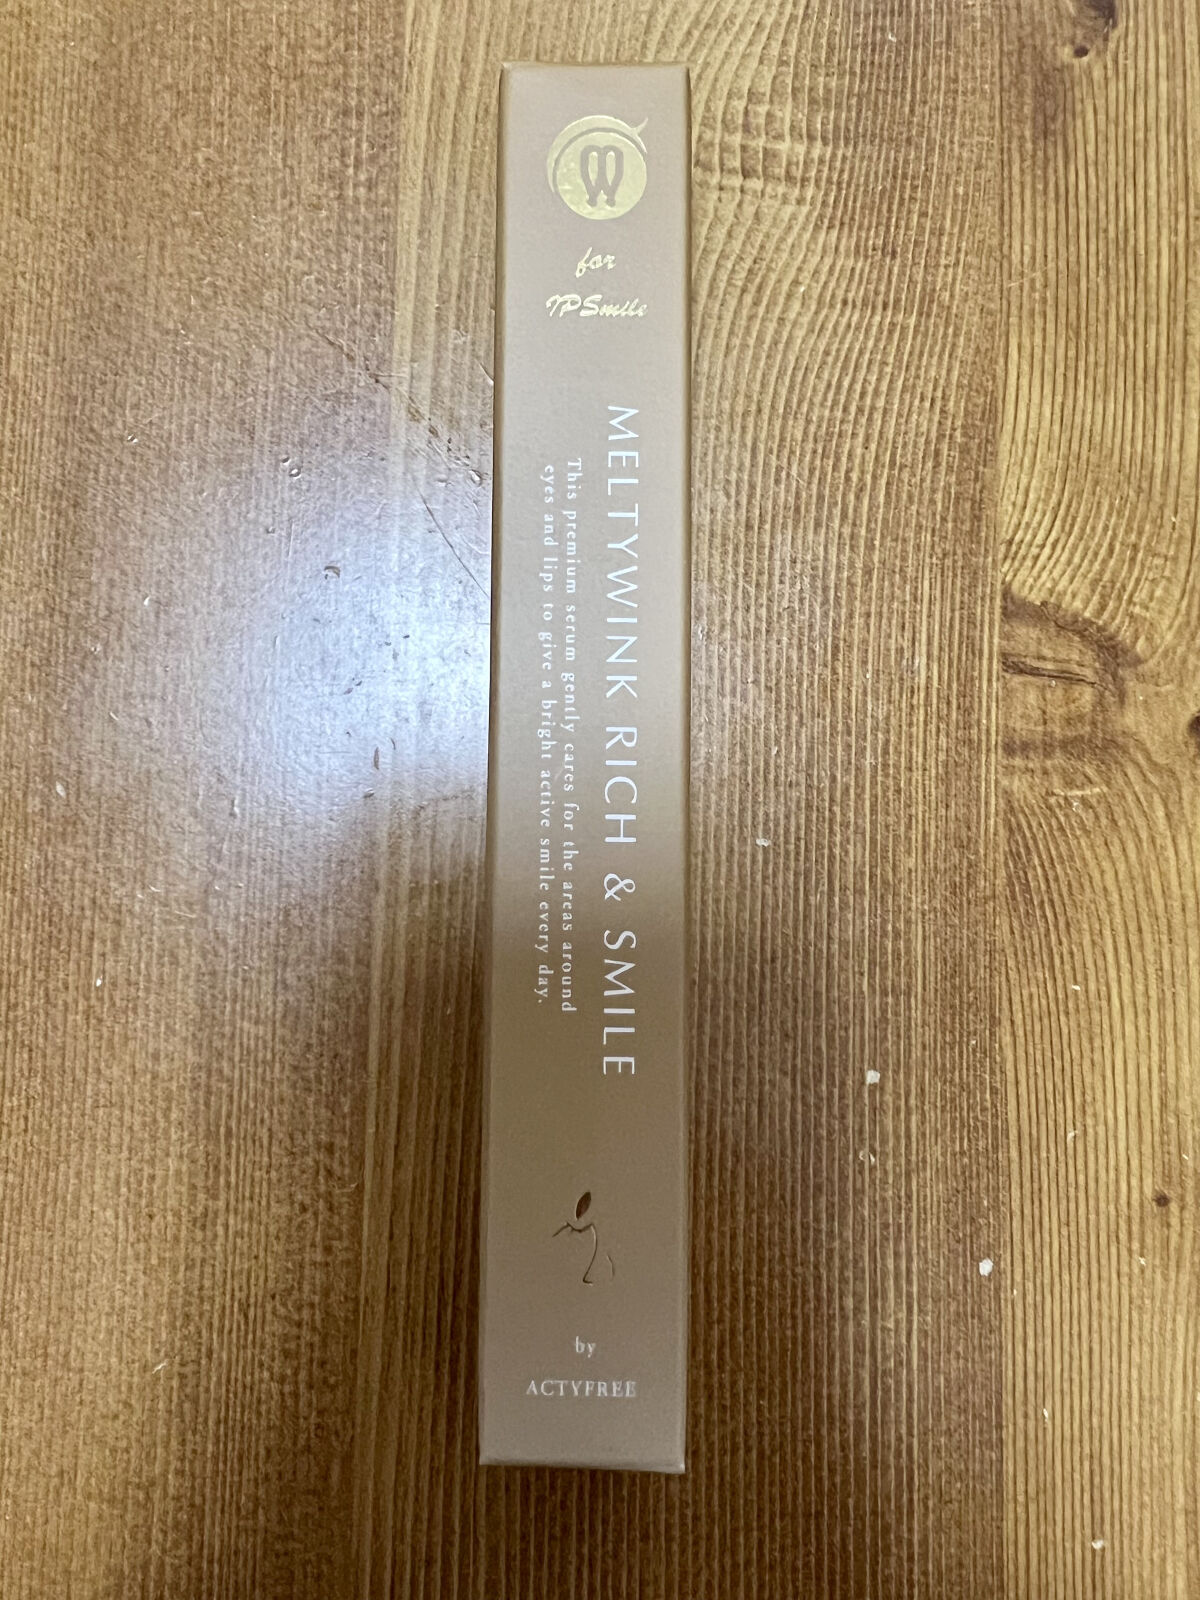 for
IPSmile
MELTYWINK RICH & SMILE
This premium serum gently cares for the areas around
eyes and lips to give a bright active smile every day.
by
ACTYFREE